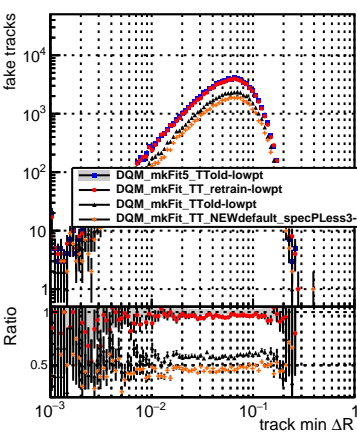 fake tracks
10^4
10^3
10^2
DQM_mkFit5_TTold-lowpt
DQM_mkFit_TT_retrain-lowpt
DQM_mkFit_TTold-lowpt
DQM_mkFit_TT_NEWdefault_specPLess3-
10
1
Ratio
1
0.5
10^−3 10^−2 10^−1 1
track min ΔR